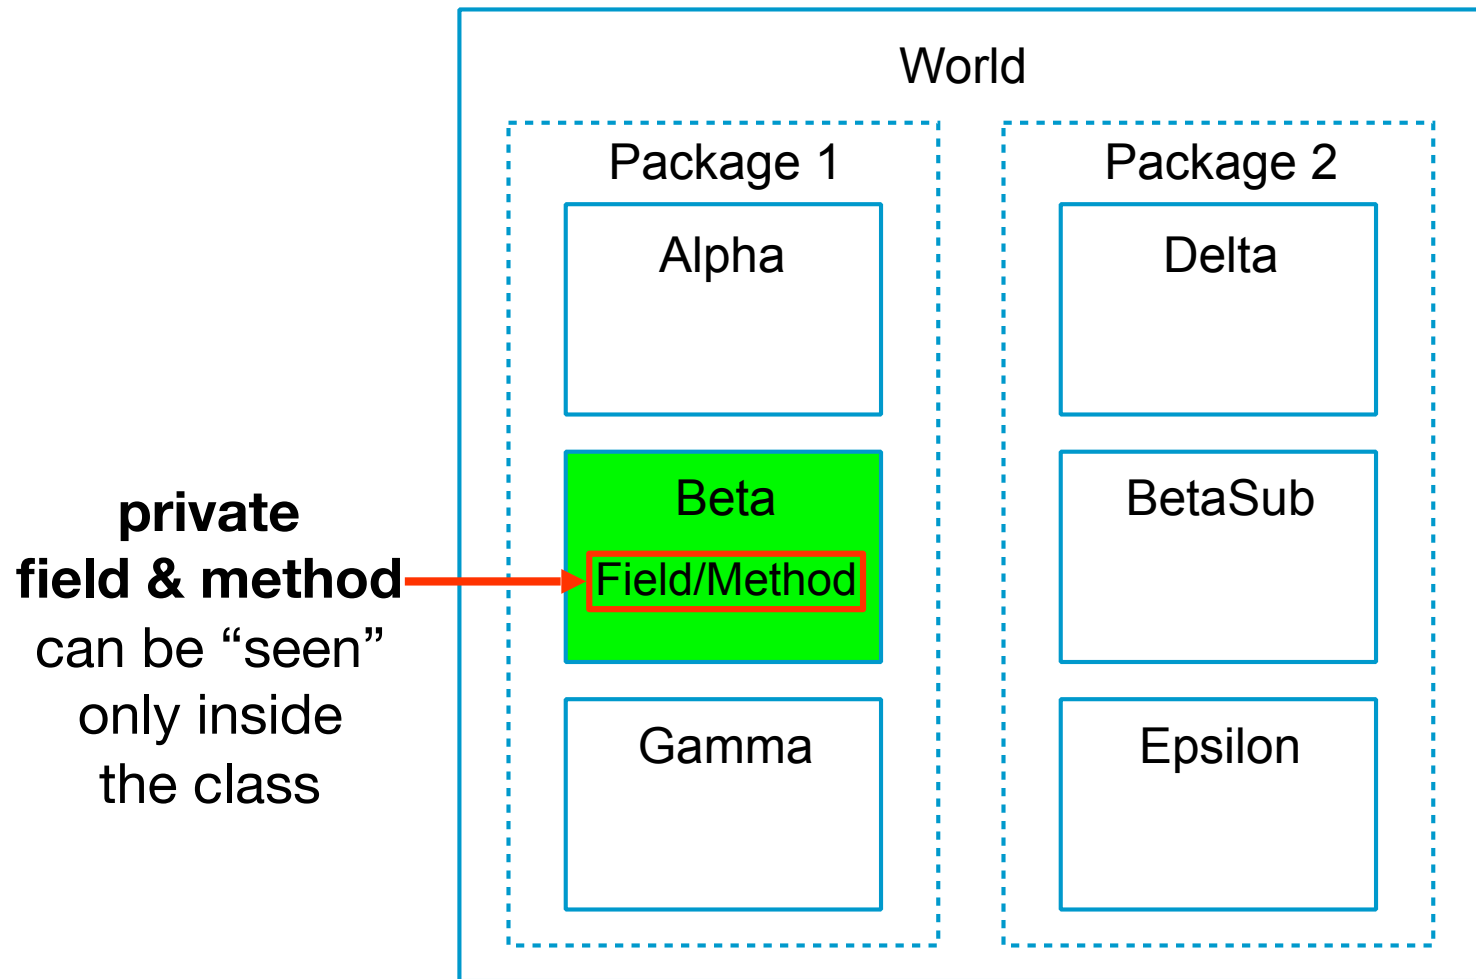 World
Package 1
Package 2
Alpha
Delta
Beta
BetaSub
Field/Method
Gamma
Epsilon
private
field & method
can be “seen”
only inside
the class